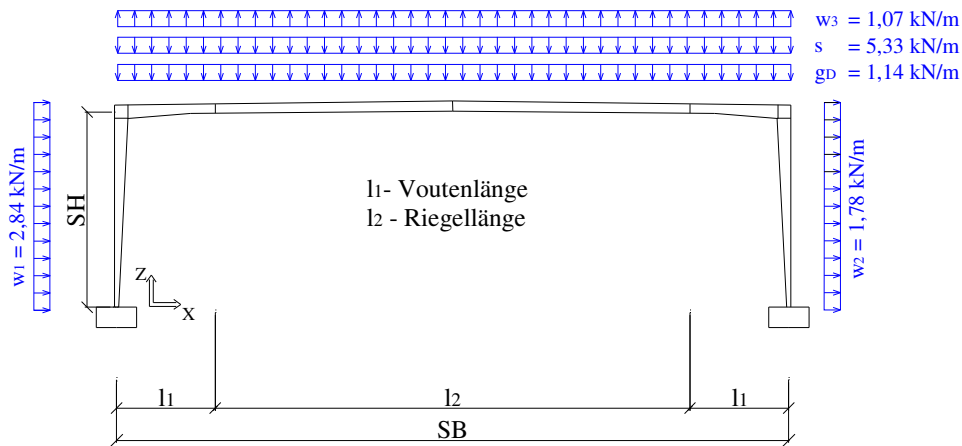 w3 = 1,07 kN/m
s = 5,33 kN/m
gD = 1,14 kN/m
w1 = 2,84 kN/m
SH
l1- Voutenlänge
l2 - Riegellänge
w2 = 1,78 kN/m
Z
X
l1
l2
l1
SB